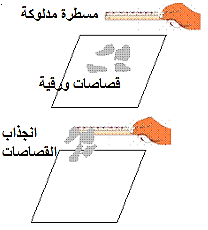 مسطرة مدلوكة
قصاصات ورقية
انجذاب
القصاصات